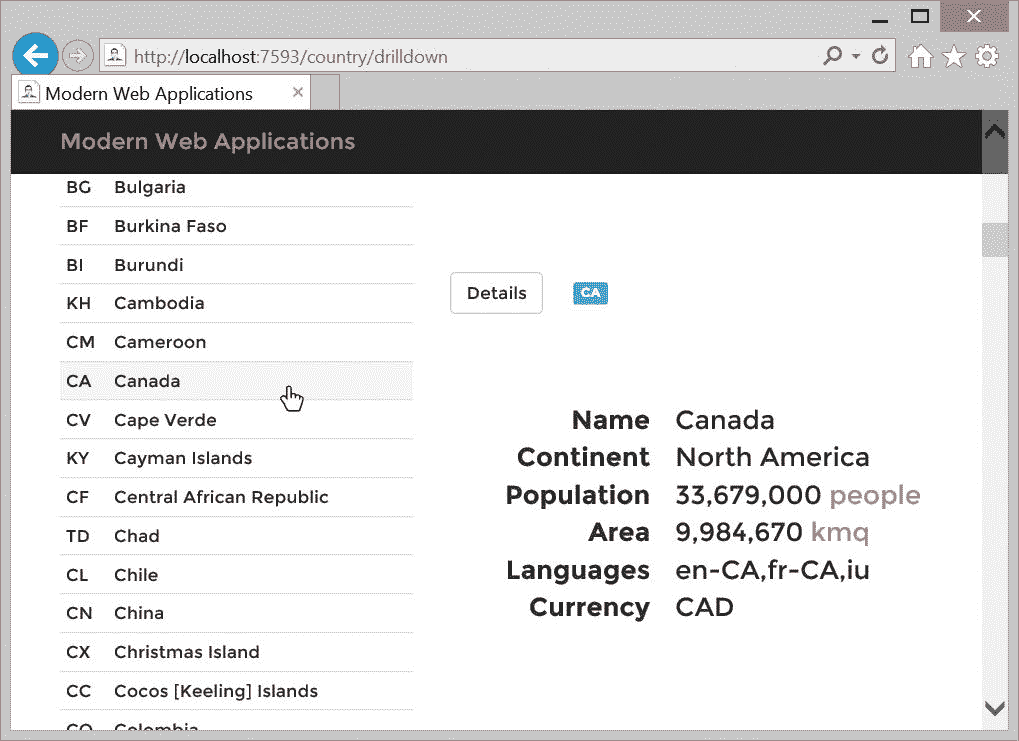 http://localhost:7593/country/drilldown
Modern Web Applications
Modern Web Applications
BG Bulgaria
BF Burkina Faso
BI Burundi
KH Cambodia
CM Cameroon
CA Canada
CV Cape Verde
KY Cayman Islands
CF Central African Republic
TD Chad
CL Chile
CN China
CX Christmas Island
CC Cocos [Keeling] Islands
CO Colombia
Details
CA
Name Canada
Continent North America
Population 33,679,000 people
Area 9,984,670 kmq
Languages en-CA,fr-CA,iu
Currency CAD